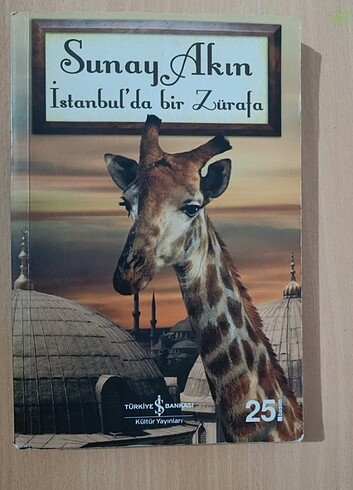 Sunay Akın
İstanbul'da bir Zürafa
TÜRKİYE İŞ BANKASI
Kültür Yayınları
25